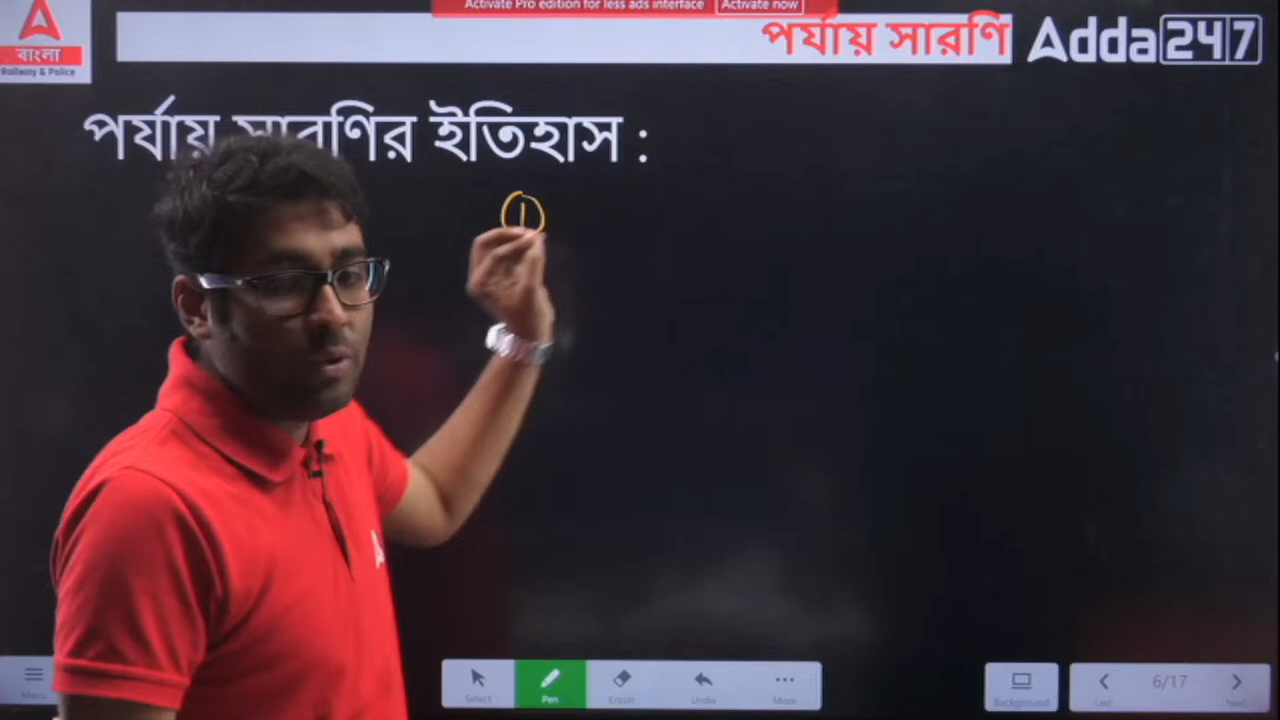 Activate Pro edition for less ads interface Activate now
A
বাংলা
Railway & Police
পর্যায় সারণি
Adda247
পর্যায় সারণির ইতিহাস :
1
Menu
Select
Pen
Eraser
Undo
More
Background
6/17
Last
Next